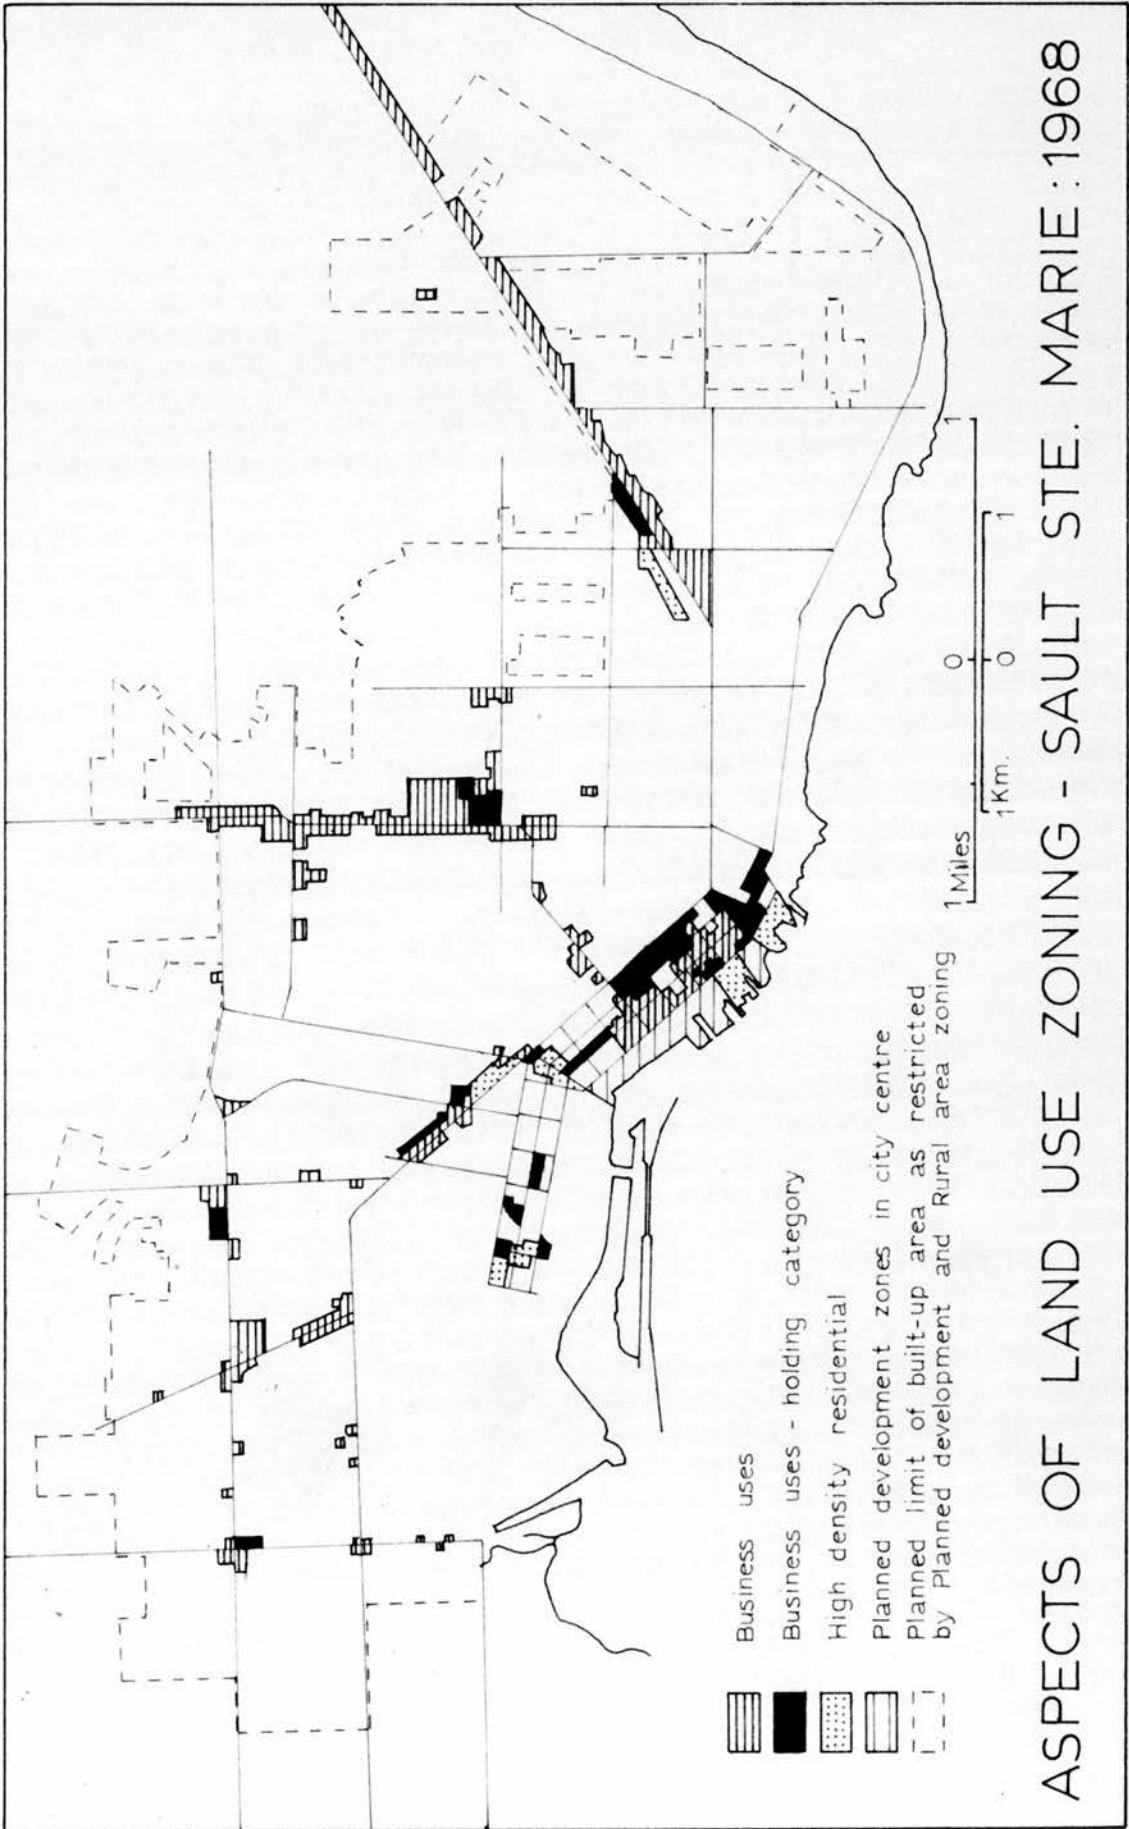 Business uses
Business uses - holding category
High density residential
Planned development zones in city centre
Planned limit of built-up area as restricted
by Planned development and Rural area zoning
1 Miles 0 1
1 Km. 0 1
ASPECTS OF LAND USE ZONING - SAULT STE. MARIE : 1968